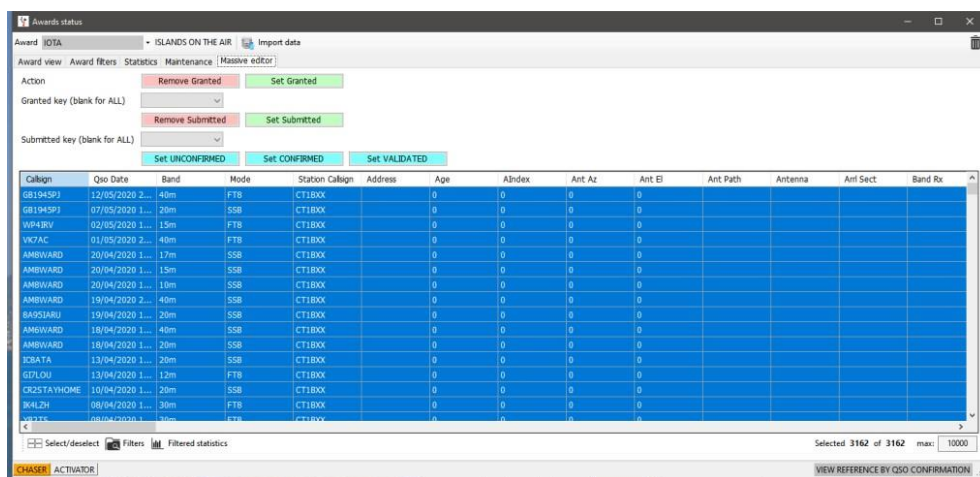 Awards status
Award IOTA ISLANDS ON THE AIR Import data
Award view Award filters Statistics Maintenance Massive editor
Action Remove Granted Set Granted
Granted key (blank for ALL)
Remove Submitted Set Submitted
Submitted key (blank for ALL)
Set UNCONFIRMED Set CONFIRMED Set VALIDATED
Callsign Qso Date Band Mode Station Callsign Address Age AIndex Ant Az Ant El Ant Path Antenna Arrl Sect Band Rx
GB1945PJ 12/05/2020 2... 40m FT8 CT1BXX 0 0 0 0
GB1945PJ 07/05/2020 1... 20m SSB CT1BXX 0 0 0 0
WP4IRV 02/05/2020 1... 15m FT8 CT1BXX 0 0 0 0
VK7AC 01/05/2020 2... 40m FT8 CT1BXX 0 0 0 0
AM8WARD 20/04/2020 1... 17m SSB CT1BXX 0 0 0 0
AM8WARD 20/04/2020 1... 15m SSB CT1BXX 0 0 0 0
AM8WARD 20/04/2020 1... 10m SSB CT1BXX 0 0 0 0
AM8WARD 19/04/2020 2... 40m SSB CT1BXX 0 0 0 0
8A95IARU 19/04/2020 1... 20m SSB CT1BXX 0 0 0 0
AM6WARD 18/04/2020 1... 40m SSB CT1BXX 0 0 0 0
AM8WARD 18/04/2020 1... 20m SSB CT1BXX 0 0 0 0
IC8ATA 13/04/2020 1... 20m SSB CT1BXX 0 0 0 0
GI7LOU 13/04/2020 1... 12m FT8 CT1BXX 0 0 0 0
CR2STAYHOME 10/04/2020 1... 20m SSB CT1BXX 0 0 0 0
IK4LZH 08/04/2020 1... 30m FT8 CT1BXX 0 0 0 0
08/04/2020 1... 30m FT8 CT1BXX 0 0 0 0
Select/deselect Filters Filtered statistics Selected 3162 of 3162 max: 10000
CHASER ACTIVATOR VIEW REFERENCE BY QSO CONFIRMATION